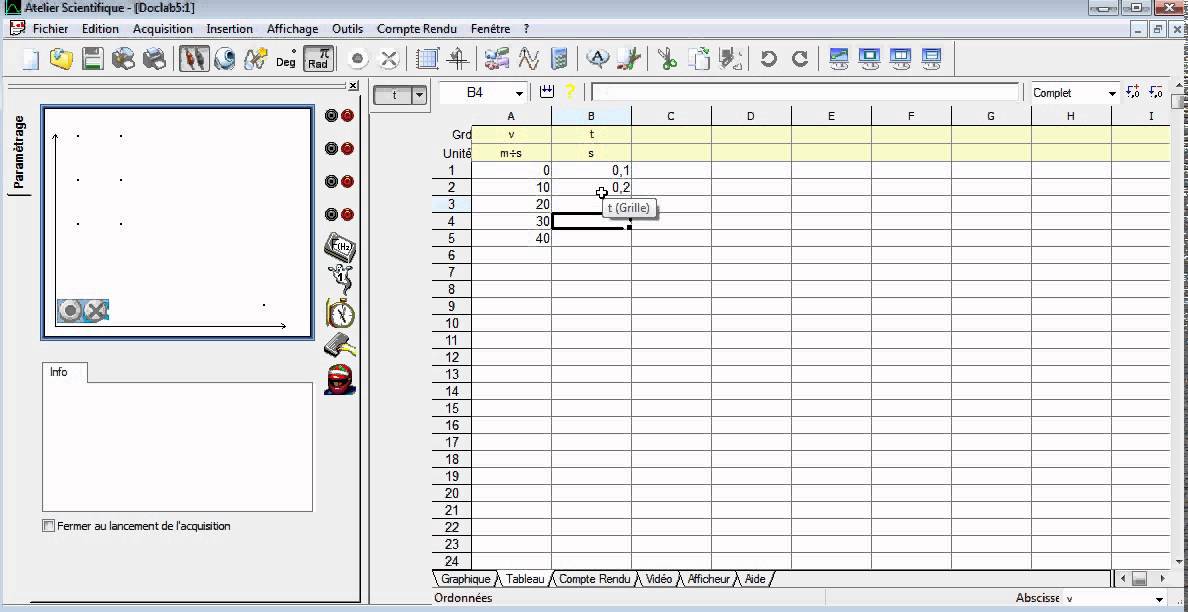 Atelier Scientifique - [Doclab5:1]
Fichier Edition Acquisition Insertion Affichage Outils Compte Rendu Fenêtre ?
Deg π Rad
t B4 ? Complet
Paramétrage
A B C D E F G H I
Grd v t
Unité m÷s s
1 0 0,1
2 10 0,2
3 20
t (Grille)
4 30
5 40
6
7
8
9
10
11
12
13
14
15
16
17
18
19
20
21
22
23
24
F(Hz)
1
Info
Fermer au lancement de l'acquisition
Graphique Tableau Compte Rendu Vidéo Afficheur Aide
Ordonnées Abscisse v